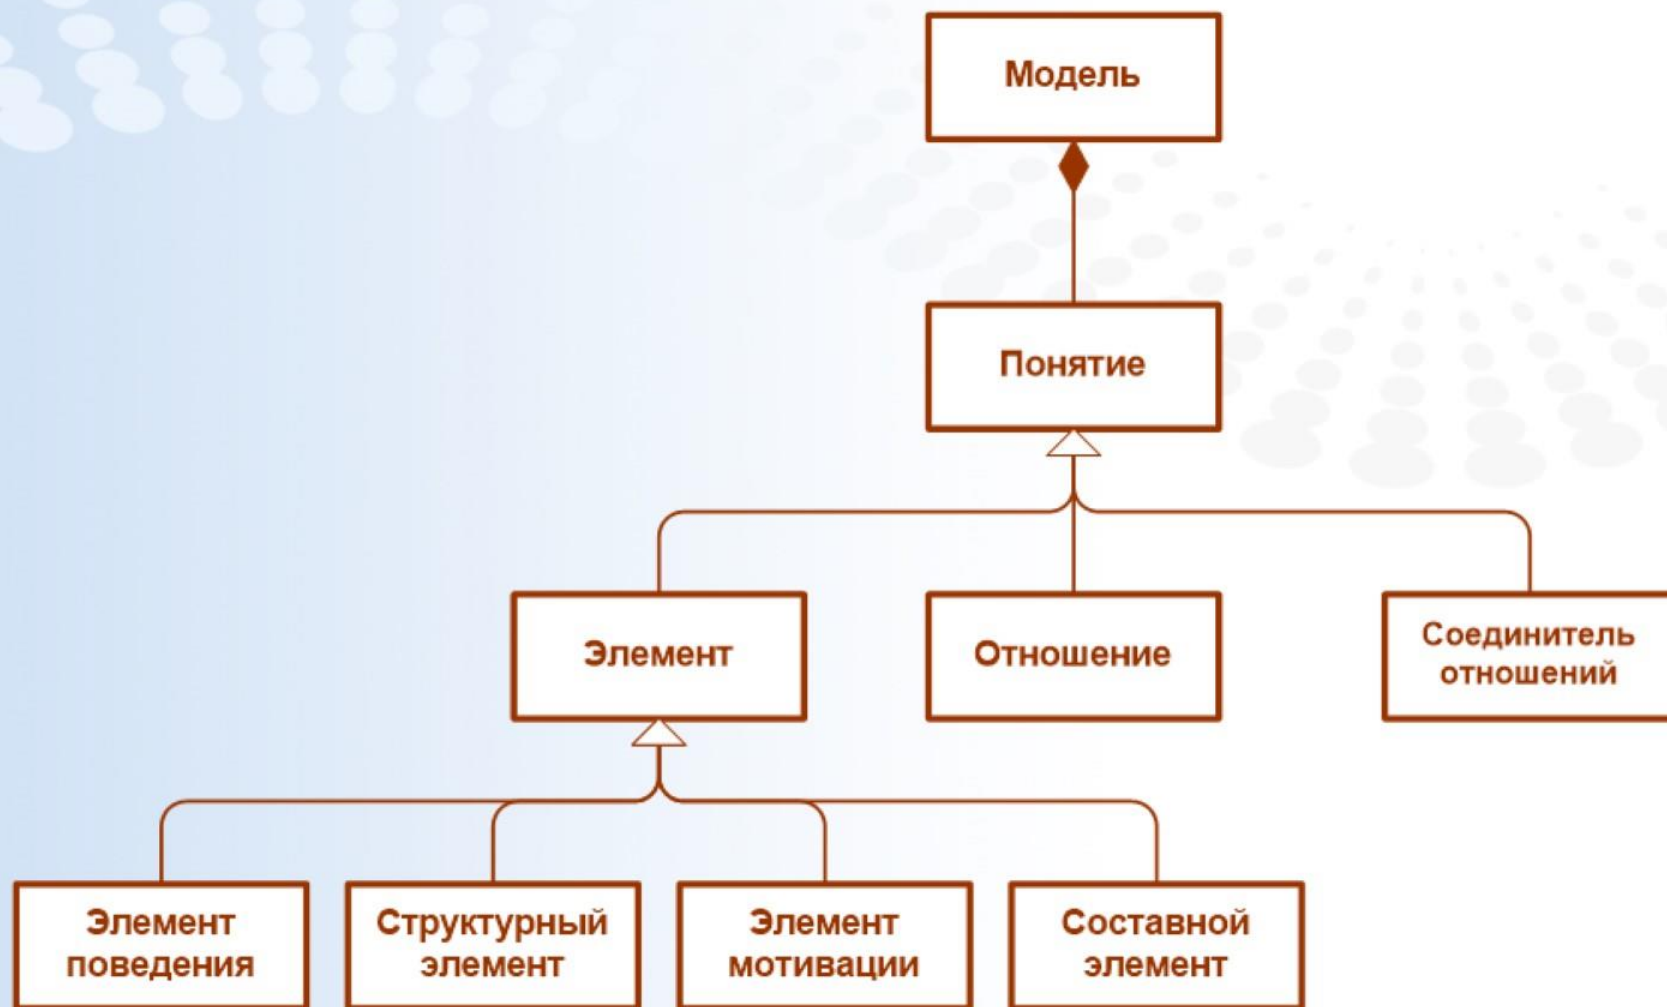 Модель
Понятие
Элемент
Отношение
Соединитель
отношений
Элемент
поведения
Структурный
элемент
Элемент
мотивации
Составной
элемент